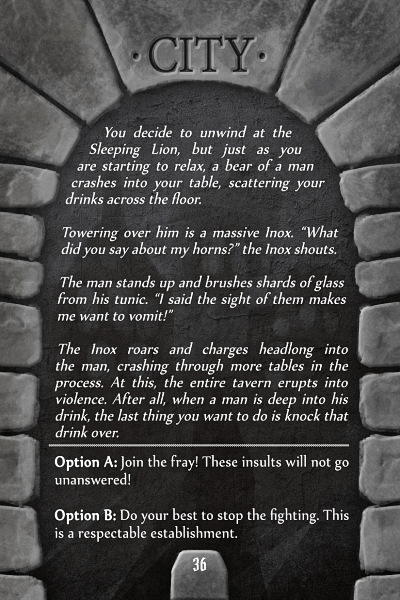 · CITY ·
You decide to unwind at the
Sleeping Lion, but just as you
are starting to relax, a bear of a man
crashes into your table, scattering your
drinks across the floor.
Towering over him is a massive Inox. “What
did you say about my horns?” the Inox shouts.
The man stands up and brushes shards of glass
from his tunic. “I said the sight of them makes
me want to vomit!”
The Inox roars and charges headlong into
the man, crashing through more tables in the
process. At this, the entire tavern erupts into
violence. After all, when a man is deep into his
drink, the last thing you want to do is knock that
drink over.
Option A: Join the fray! These insults will not go
unanswered!
Option B: Do your best to stop the fighting. This
is a respectable establishment.
36